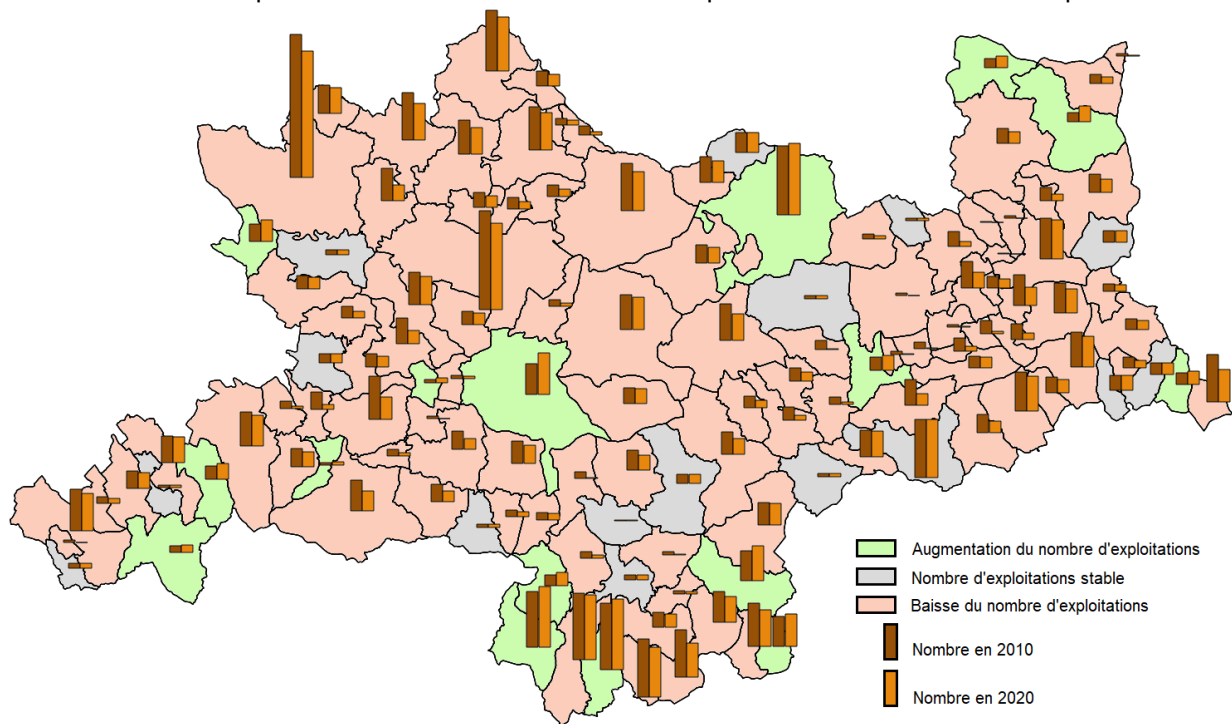 Augmentation du nombre d'exploitations
Nombre d'exploitations stable
Baisse du nombre d'exploitations
Nombre en 2010
Nombre en 2020